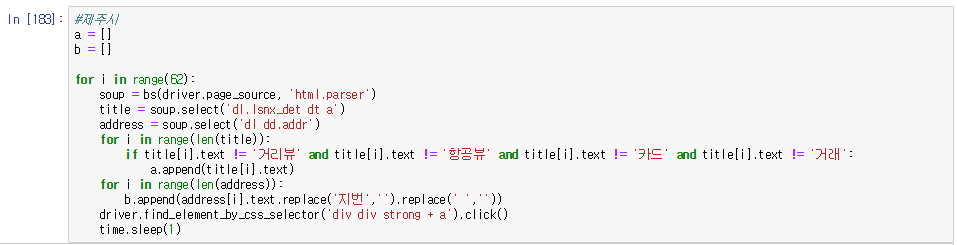 In [183]:
#제주시
a = []
b = []
for i in range(62):
    soup = bs(driver.page_source, 'html.parser')
    title = soup.select('dl.lsnx_det dt a')
    address = soup.select('dl dd.addr')
    for i in range(len(title)):
        if title[i].text != '거리뷰' and title[i].text != '항공뷰' and title[i].text != '카드' and title[i].text != '거래':
            a.append(title[i].text)
    for i in range(len(address)):
        b.append(address[i].text.replace('지번','').replace(' ',''))
    driver.find_element_by_css_selector('div div strong + a').click()
    time.sleep(1)